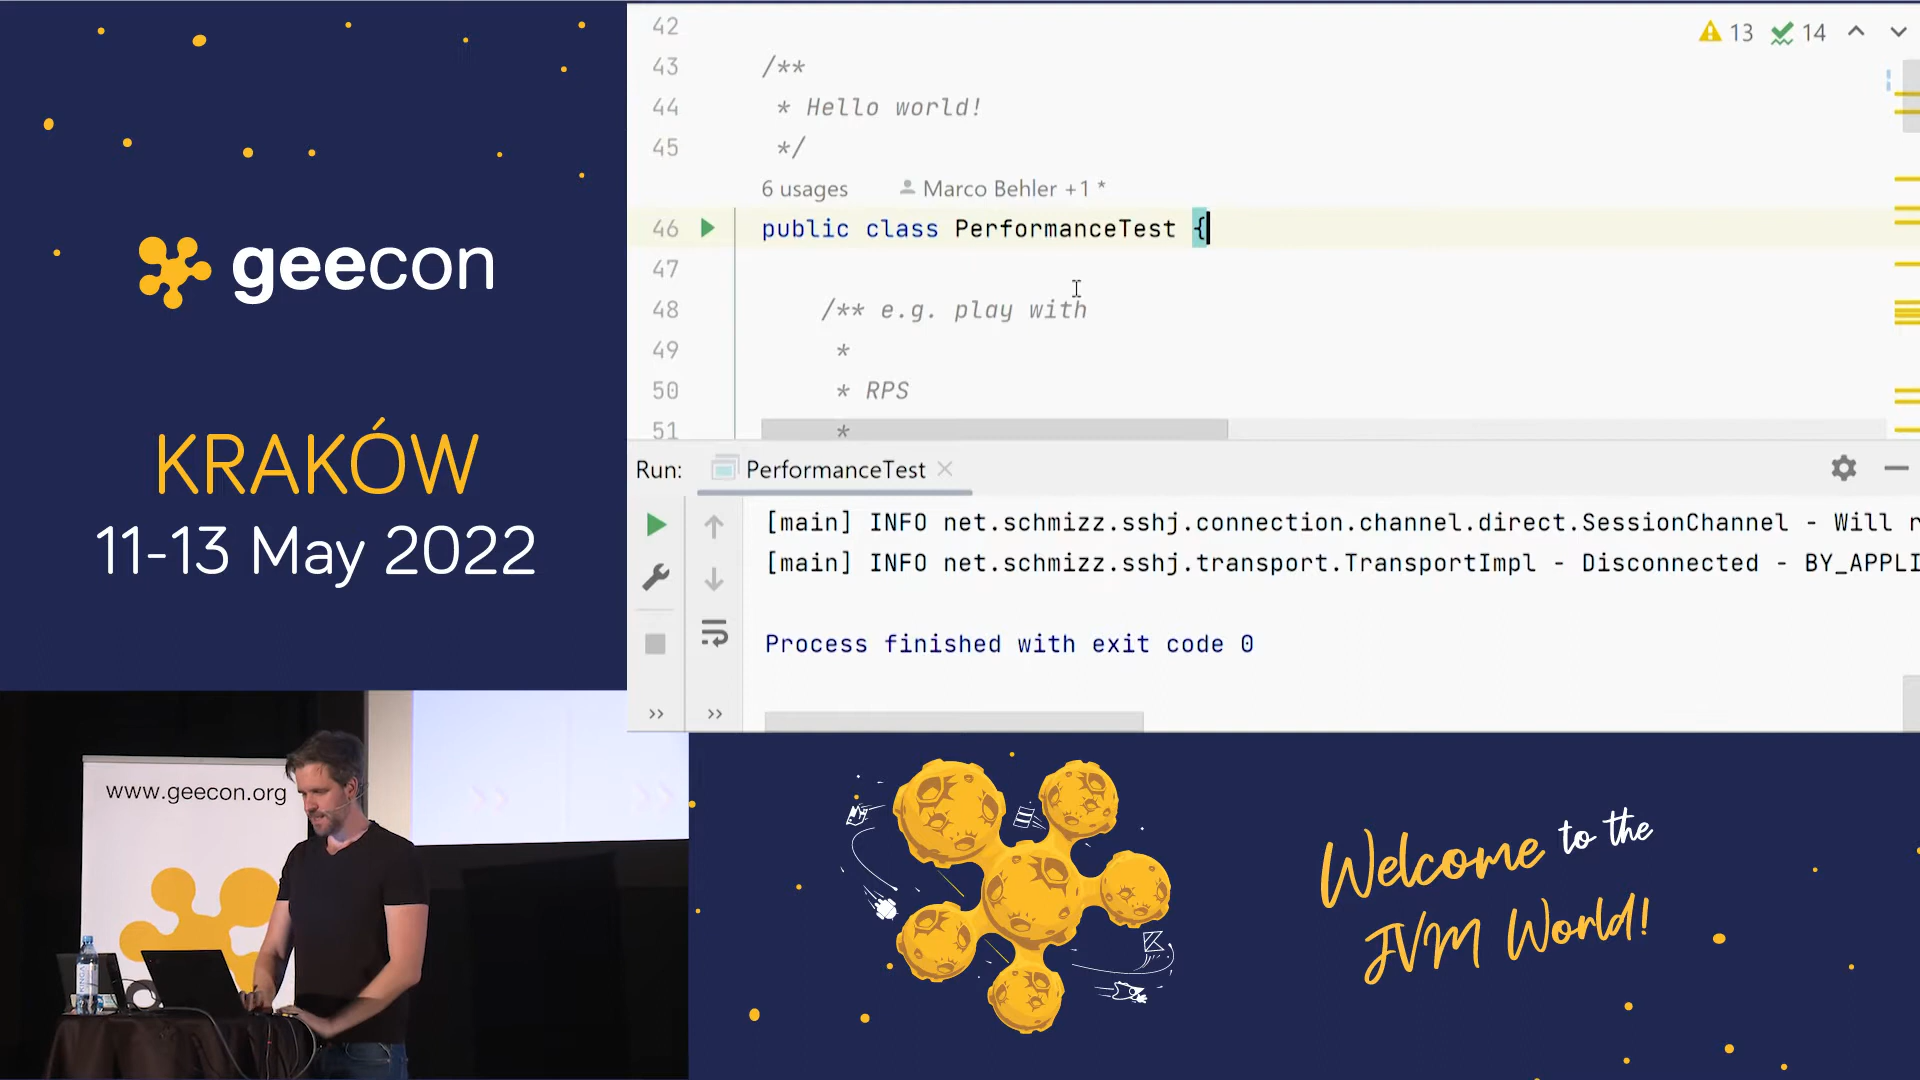 geecon
KRAKÓW
11-13 May 2022
42
43 /**
44 * Hello world!
45 */
6 usages Marco Behler +1 *
46 public class PerformanceTest {
47
48 /** e.g. play with
49 *
50 * RPS
51 *
13 14
Run: PerformanceTest
[main] INFO net.schmizz.sshj.connection.channel.direct.SessionChannel - Will r
[main] INFO net.schmizz.sshj.transport.TransportImpl - Disconnected - BY_APPLI
Process finished with exit code 0
www.geecon.org
Welcome to the
JVM World!